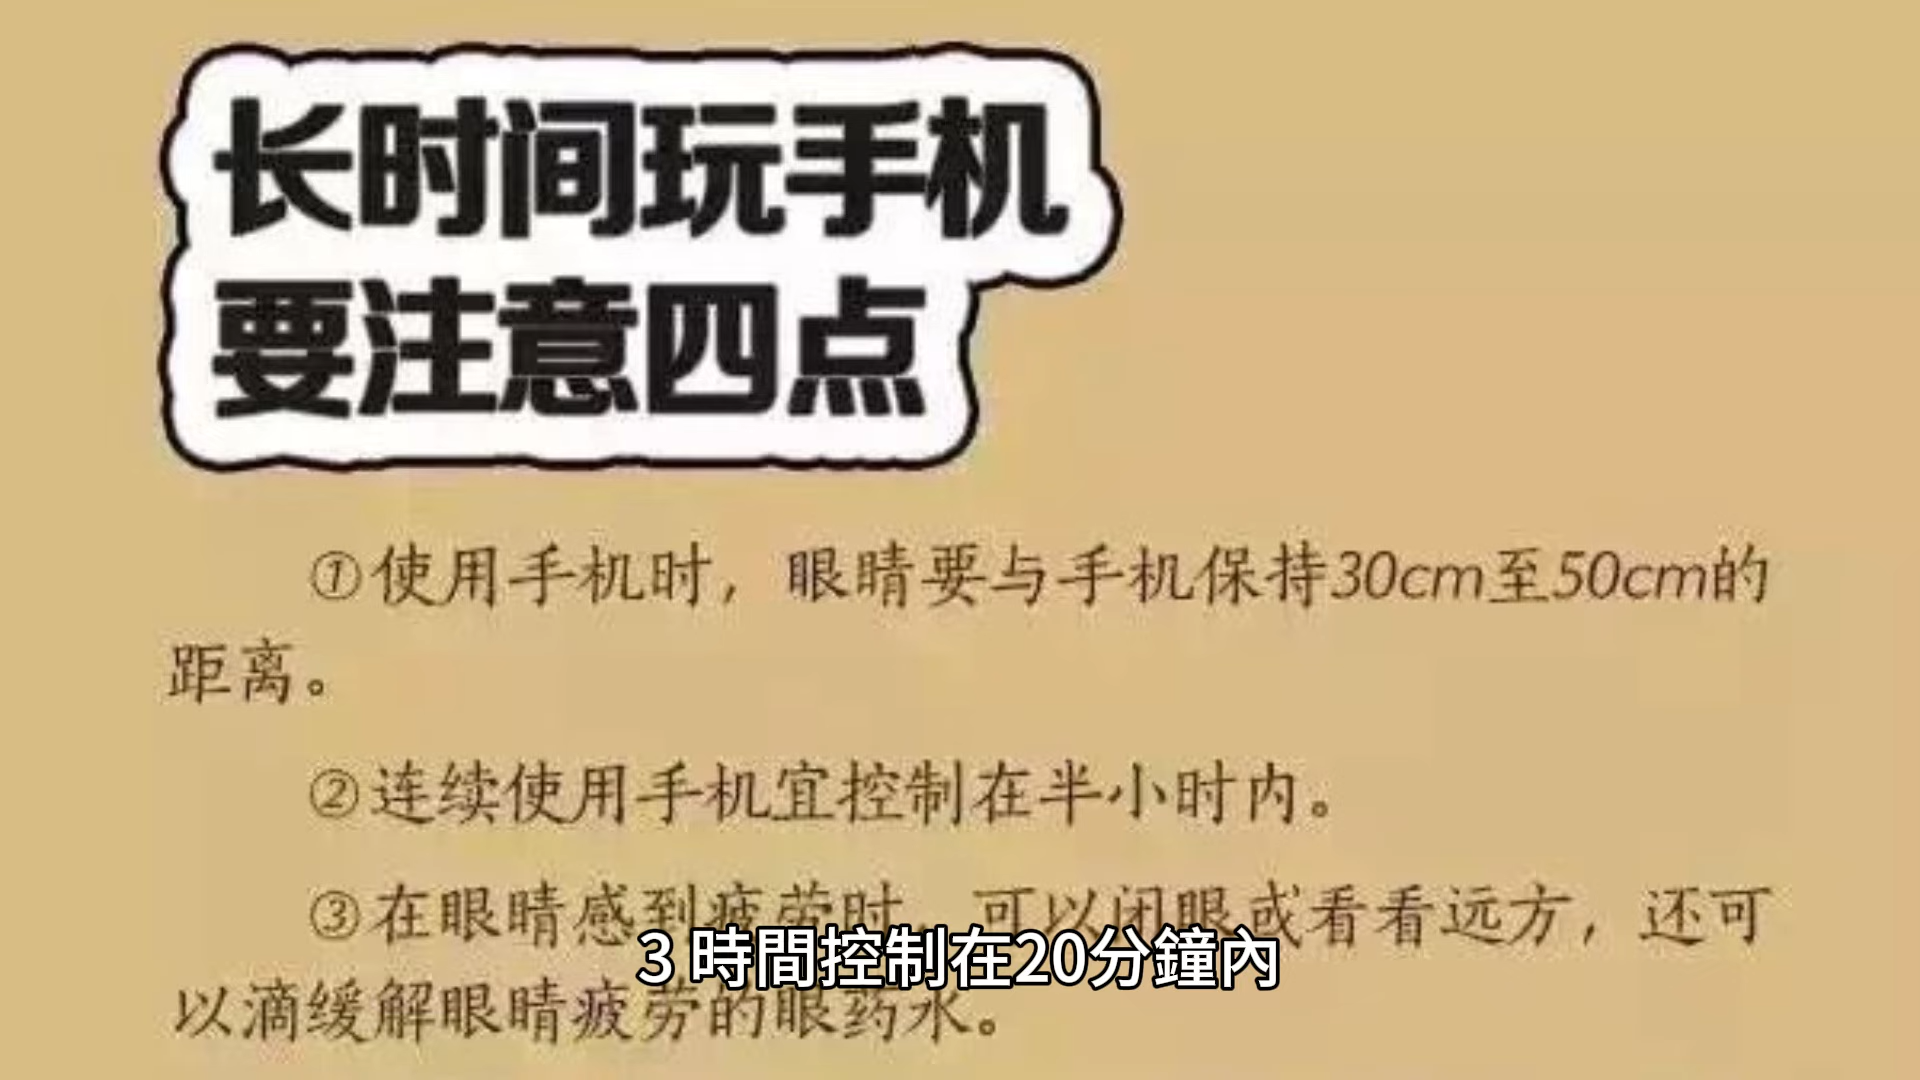 长时间玩手机
要注意四点
①使用手机时，眼睛要与手机保持30cm至50cm的
距离。
②连续使用手机宜控制在半小时内。
③在眼睛感到疲劳时，可以闭眼或看看远方，还可
以滴缓解眼睛疲劳的眼药水。
3 時間控制在20分鐘內